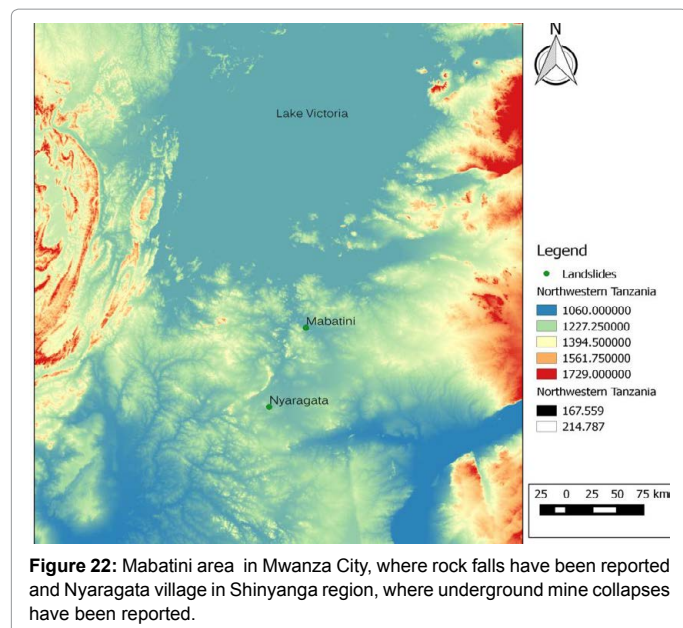 N
Lake Victoria
Legend
Landslides
Northwestern Tanzania
1060.000000
1227.250000
1394.500000
1561.750000
1729.000000
Northwestern Tanzania
167.559
214.787
Mabatini
Nyaragata
25 0 25 50 75 km
Figure 22: Mabatini area in Mwanza City, where rock falls have been reported
and Nyaragata village in Shinyanga region, where underground mine collapses
have been reported.